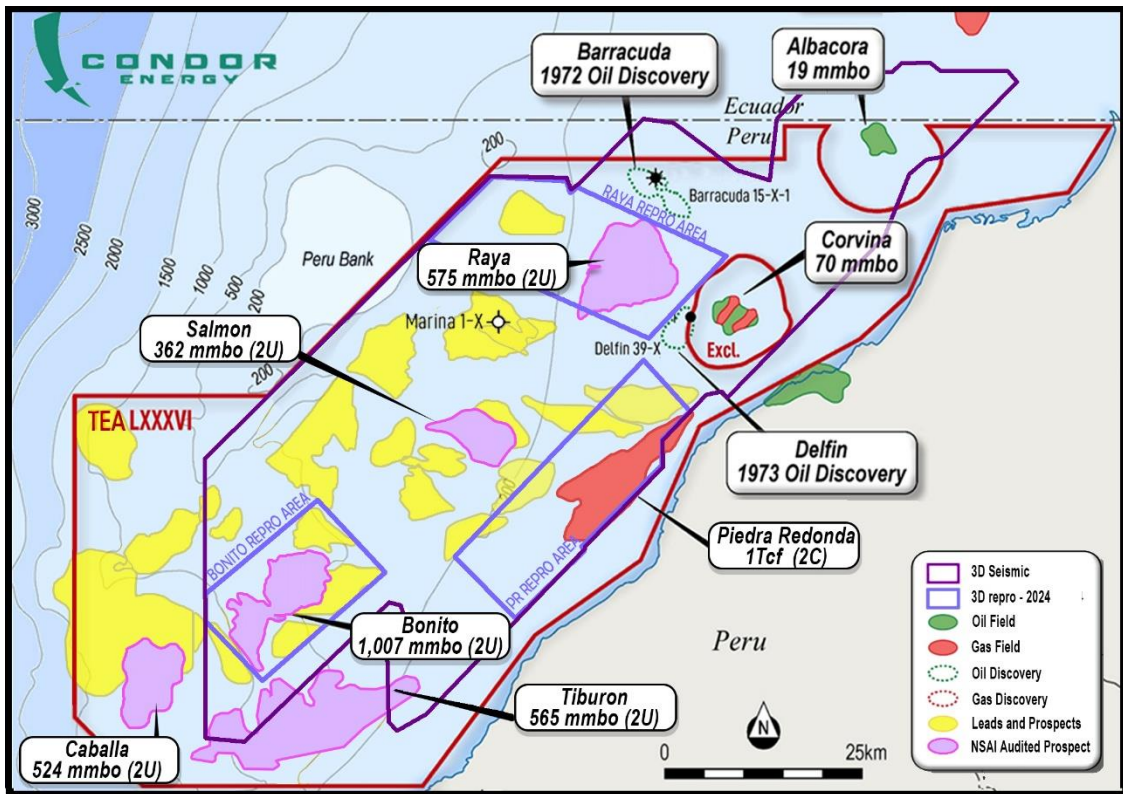 CONDOR
ENERGY
Barracuda
1972 Oil Discovery
Albacora
19 mmbo
Ecuador
Peru
200
3000
2500
2000
1500
1000
500
200
Peru Bank
RAYA REPRO AREA
Barracuda 15-X-1
Raya
575 mmbo (2U)
Corvina
70 mmbo
Marina 1-X
Salmon
362 mmbo (2U)
Delfin 39-X
Excl.
200
TEA LXXXVI
Delfin
1973 Oil Discovery
BONITO REPRO AREA
PR REPRO AREA
Piedra Redonda
1Tcf (2C)
Bonito
1,007 mmbo (2U)
Peru
Tiburon
565 mmbo (2U)
Caballa
524 mmbo (2U)
N
0 25km
3D Seismic
3D repro - 2024
Oil Field
Gas Field
Oil Discovery
Gas Discovery
Leads and Prospects
NSAI Audited Prospect